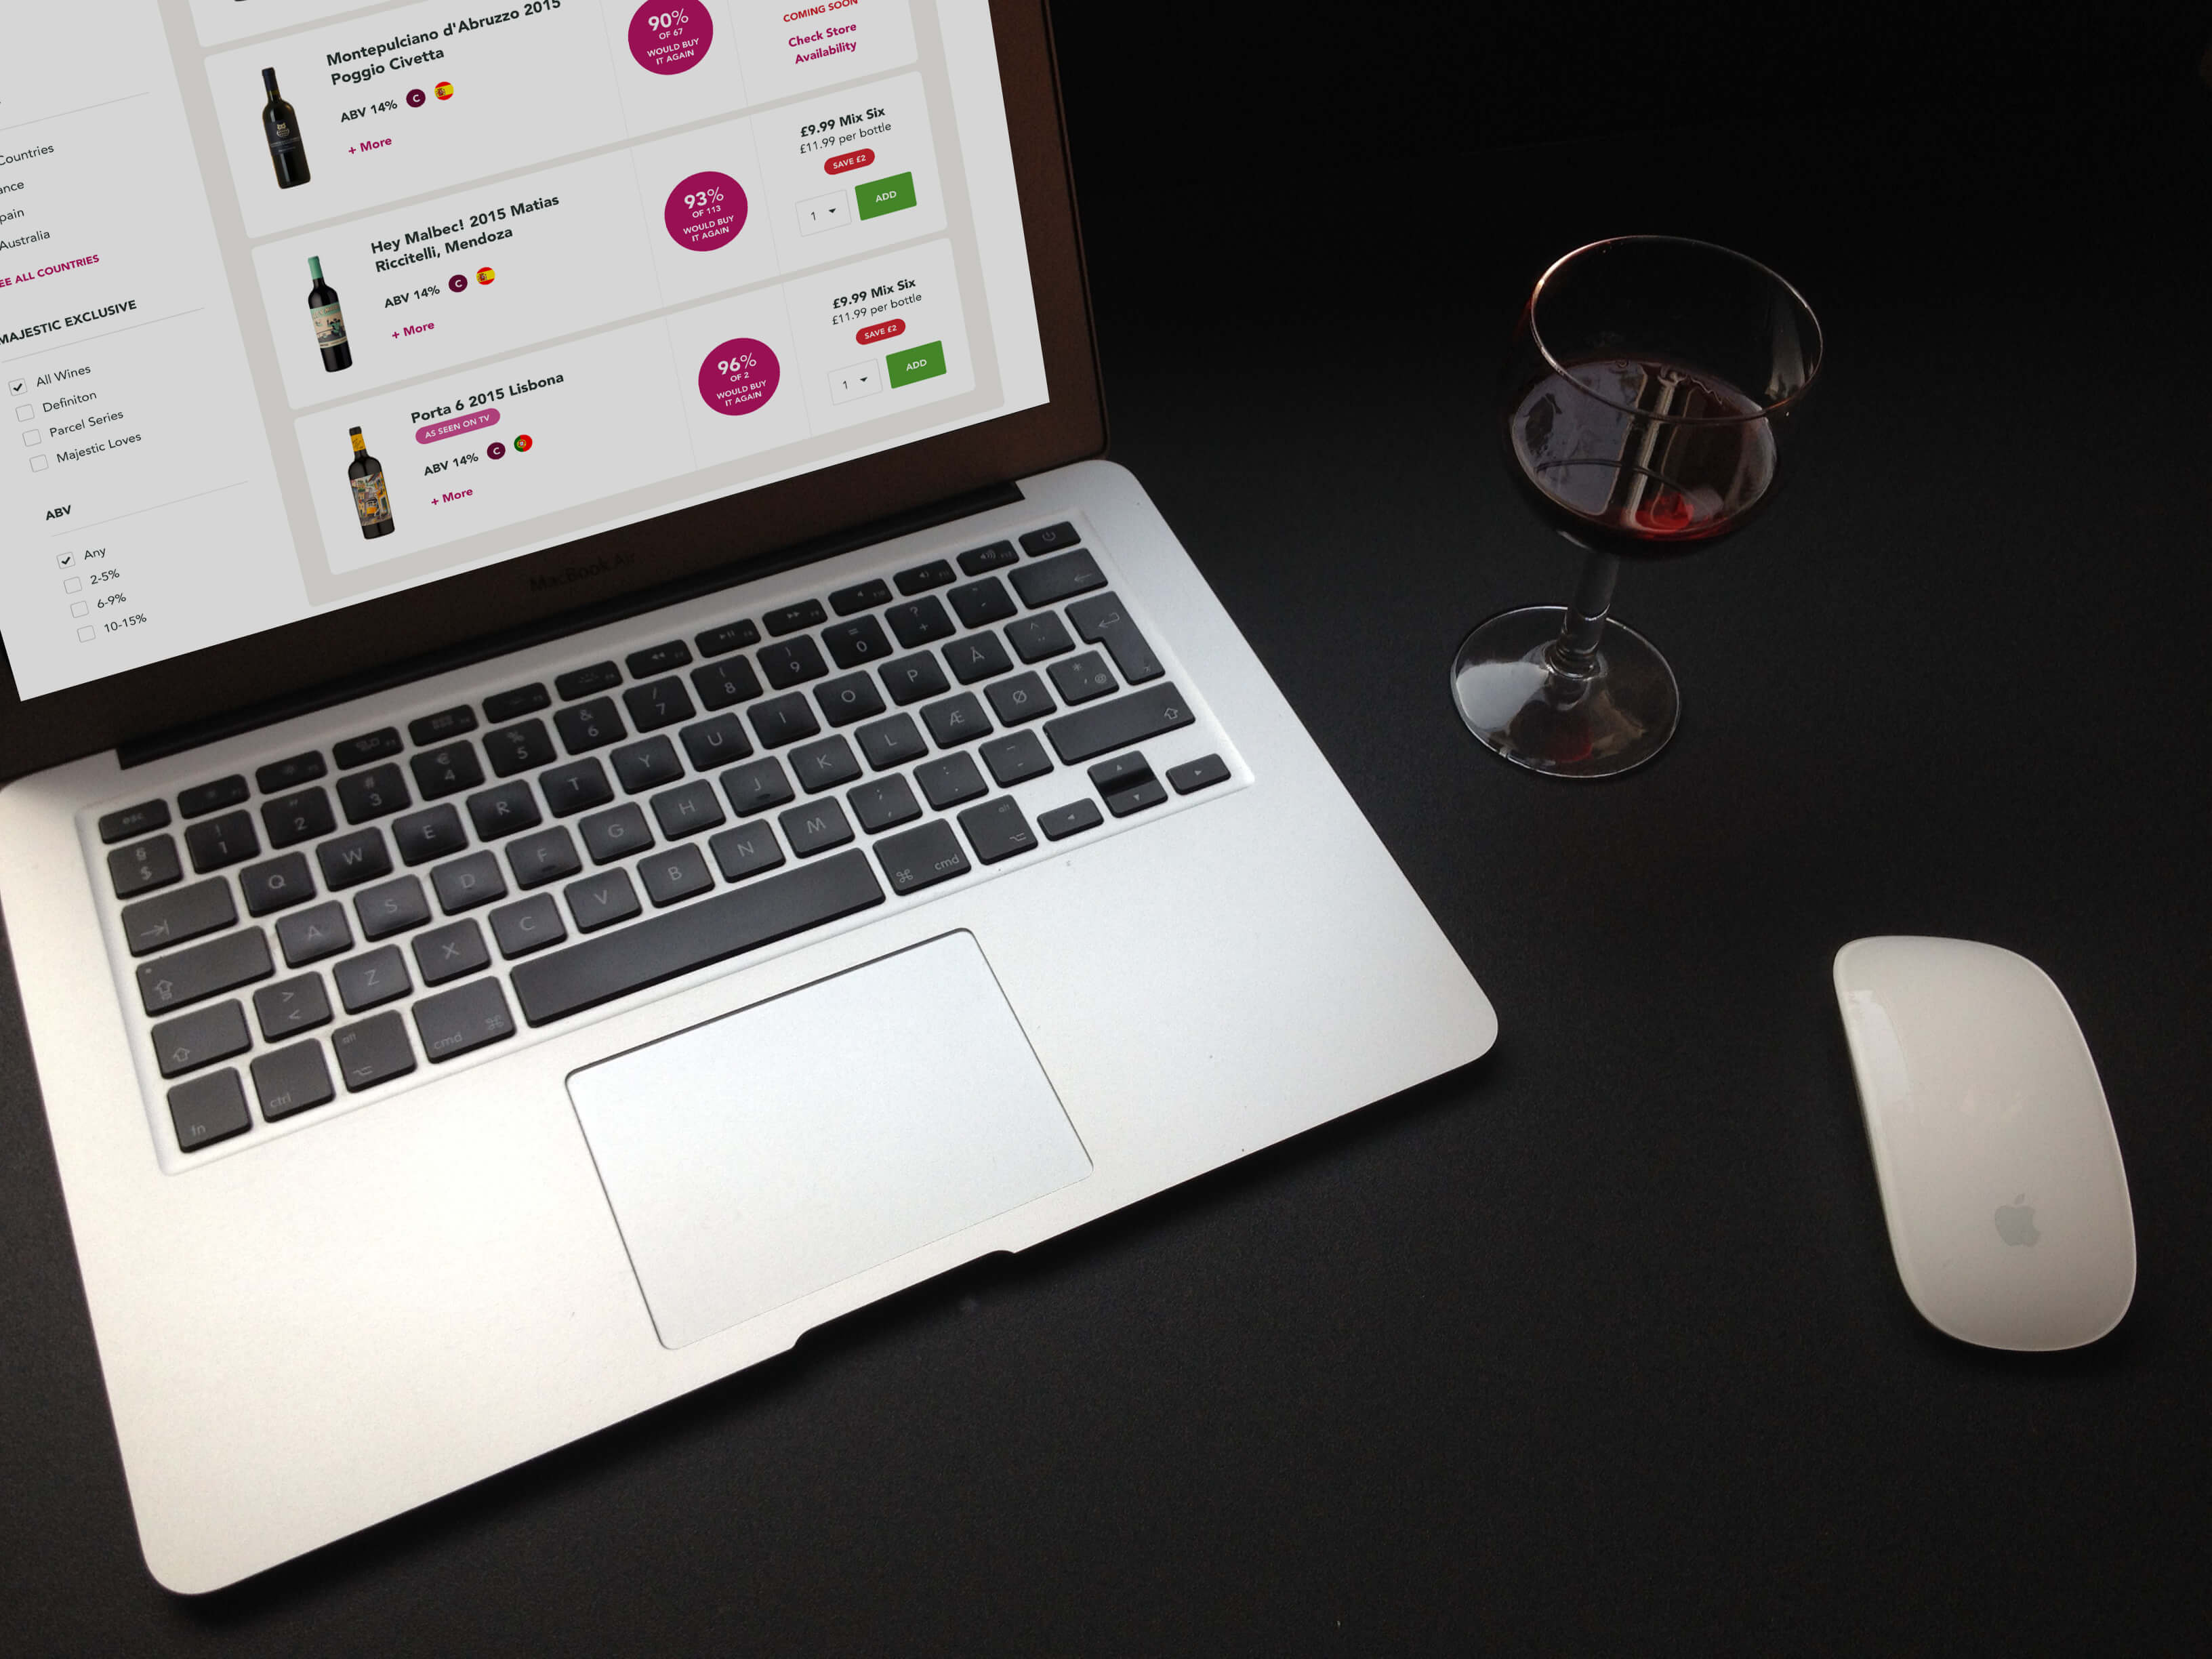 Montepulciano d'Abruzzo 2015
Poggio Civetta
ABV 14% C
+ More
90%
OF 67
WOULD BUY
IT AGAIN
COMING SOON
Check Store
Availability
Hey Malbec! 2015 Matias
Riccitelli, Mendoza
ABV 14% C
+ More
93%
OF 113
WOULD BUY
IT AGAIN
£9.99 Mix Six
£11.99 per bottle
SAVE £2
1
ADD
Porta 6 2015 Lisbona
AS SEEN ON TV
ABV 14% C
+ More
96%
OF 2
WOULD BUY
IT AGAIN
£9.99 Mix Six
£11.99 per bottle
SAVE £2
1
ADD
Countries
ance
pain
Australia
EE ALL COUNTRIES
MAJESTIC EXCLUSIVE
All Wines
Definiton
Parcel Series
Majestic Loves
ABV
Any
2-5%
6-9%
10-15%
MacBook Air
esc
§ $ ! 1 " 2 # 3 € 4 % 5 & 6 / 7 ( 8 ) 9 = 0 ? +
Q W E R T Y U I O P Å ^ ¨
A S D F G H J K L Æ Ø * ' @
> < Z X C V B N M ; , : . _ -
fn ctrl alt cmd cmd alt